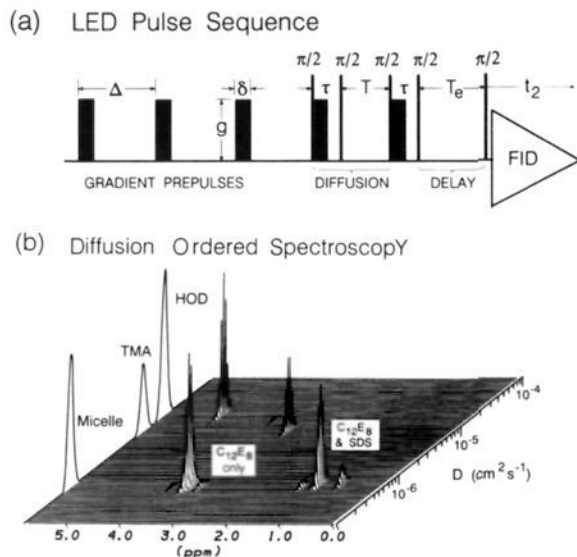 (a) LED Pulse Sequence
π/2 π/2 π/2 π/2 π/2
Δ δ τ T τ Te t2
g
FID
GRADIENT PREPULSES DIFFUSION DELAY
(b) Diffusion Ordered SpectroscopY
HOD
TMA
Micelle
C12E8
only
C12E8
& SDS
10-4
10-5
10-6
D (cm2s-1)
5.0 4.0 3.0 2.0 1.0 0.0
(ppm)